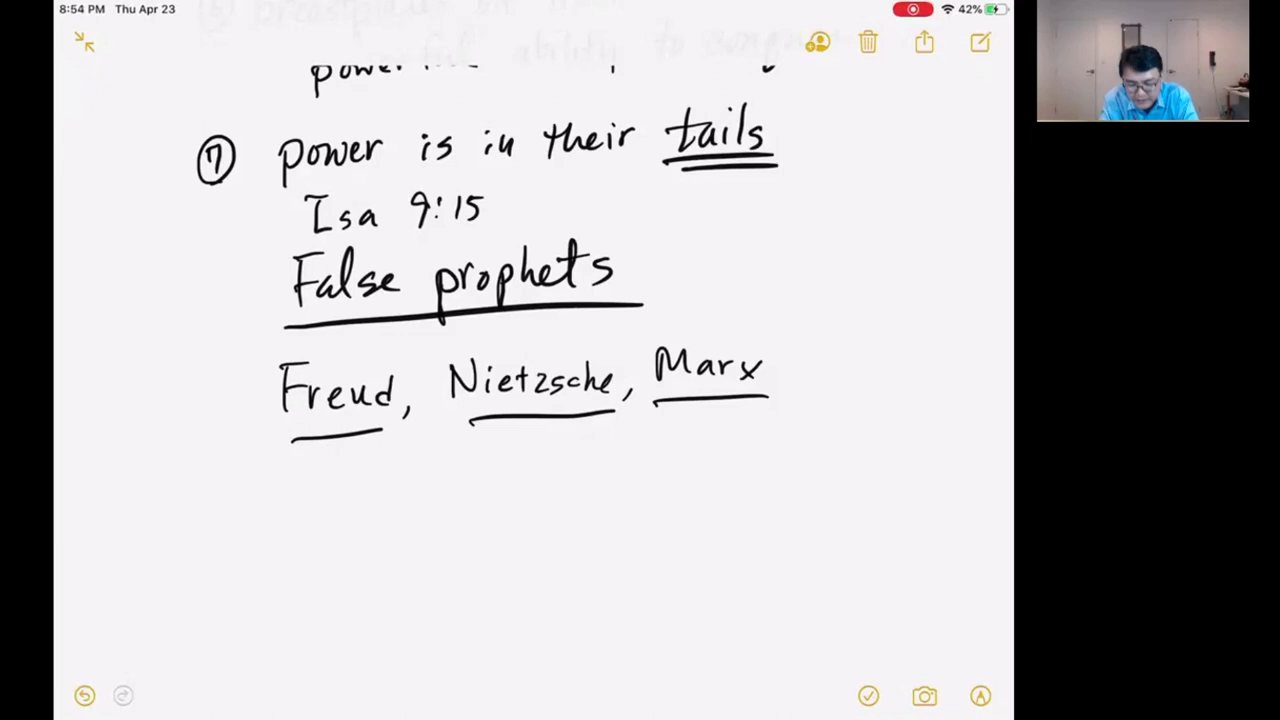 8:54 PM Thu Apr 23
42%
⑦ power is in their tails
Isa 9:15
False prophets
Freud, Nietzsche, Marx